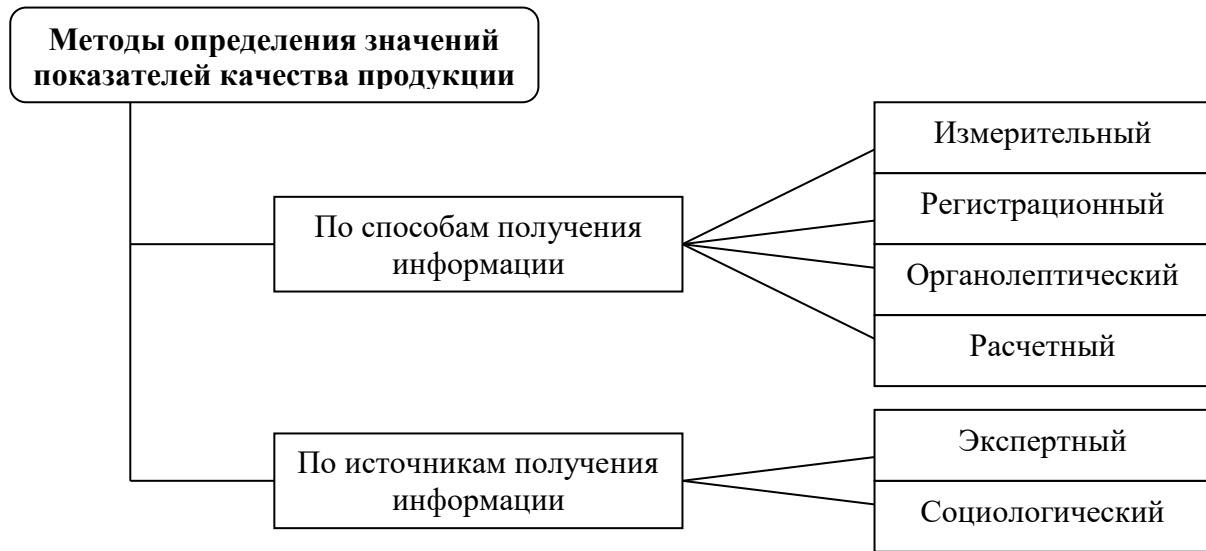 Методы определения значений
показателей качества продукции
По способам получения
информации
Измерительный
Регистрационный
Органолептический
Расчетный
По источникам получения
информации
Экспертный
Социологический